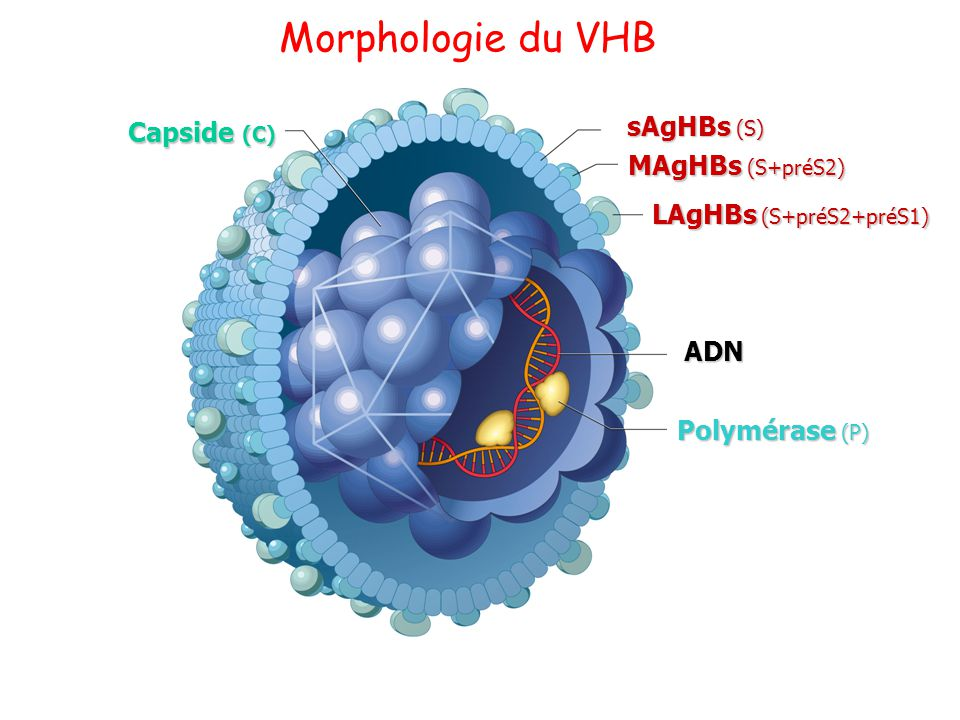 Morphologie du VHB
Capside (C)
sAgHBs (S)
MAgHBs (S+préS2)
LAgHBs (S+préS2+préS1)
ADN
Polymérase (P)